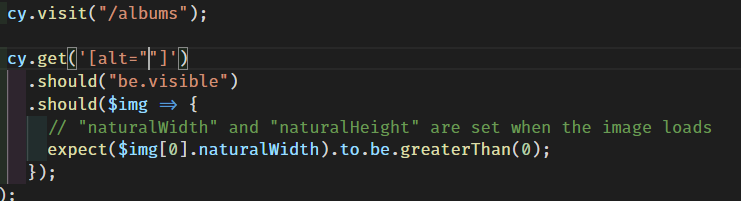 cy.visit("/albums");
cy.get('[alt=""]')
.should("be.visible")
.should($img => {
// "naturalWidth" and "naturalHeight" are set when the image loads
expect($img[0].naturalWidth).to.be.greaterThan(0);
});
);